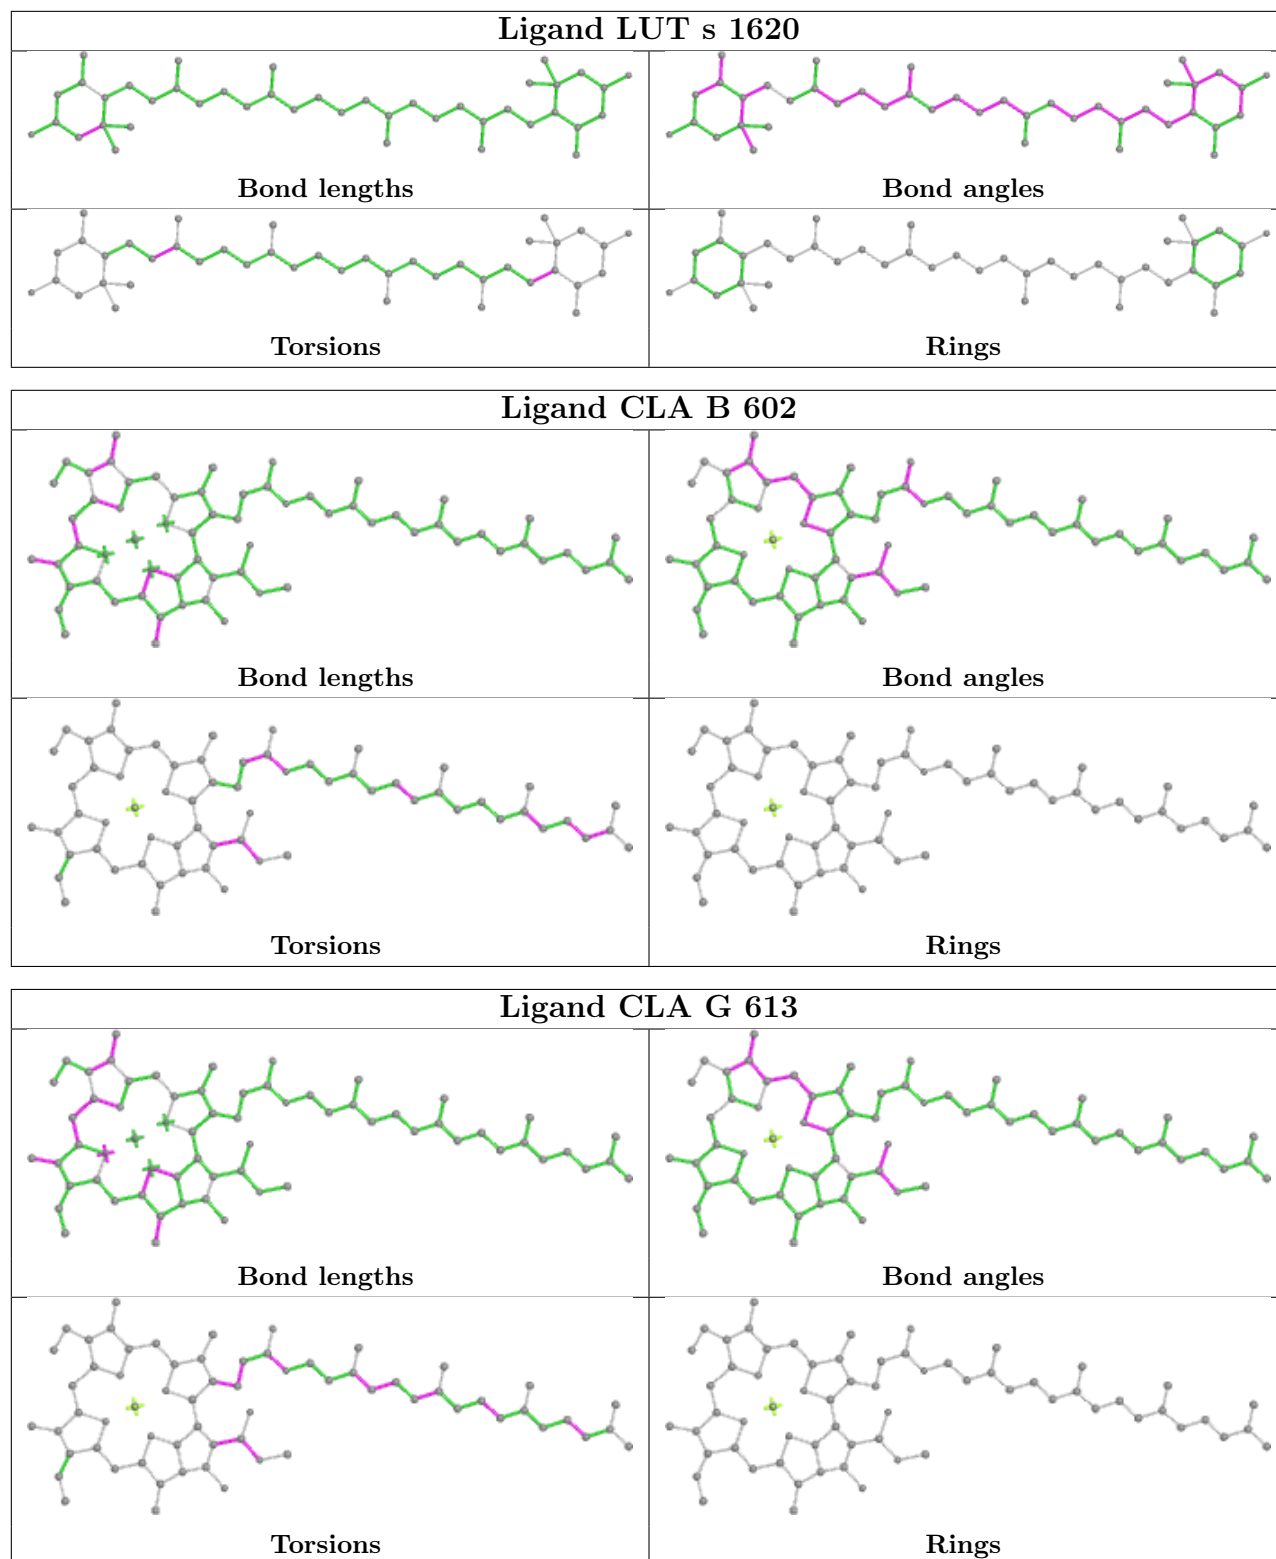 Ligand LUT s 1620
Bond lengths
Bond angles
Torsions
Rings
Ligand CLA B 602
Bond lengths
Bond angles
Torsions
Rings
Ligand CLA G 613
Bond lengths
Bond angles
Torsions
Rings